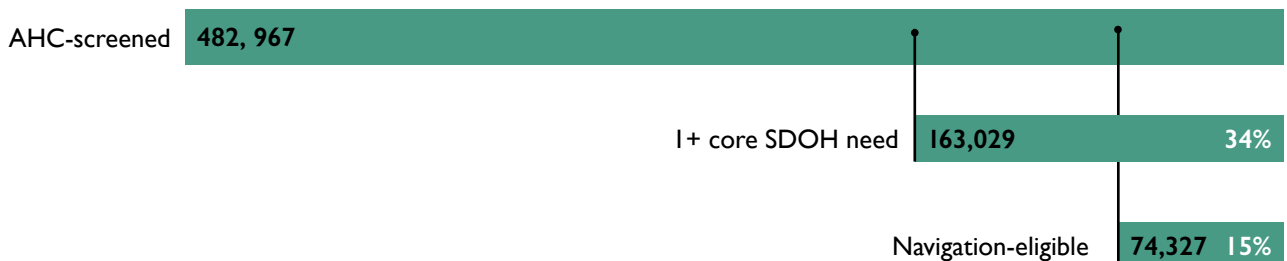 AHC-screened 482, 967
1+ core SDOH need 163,029 34%
Navigation-eligible 74,327 15%